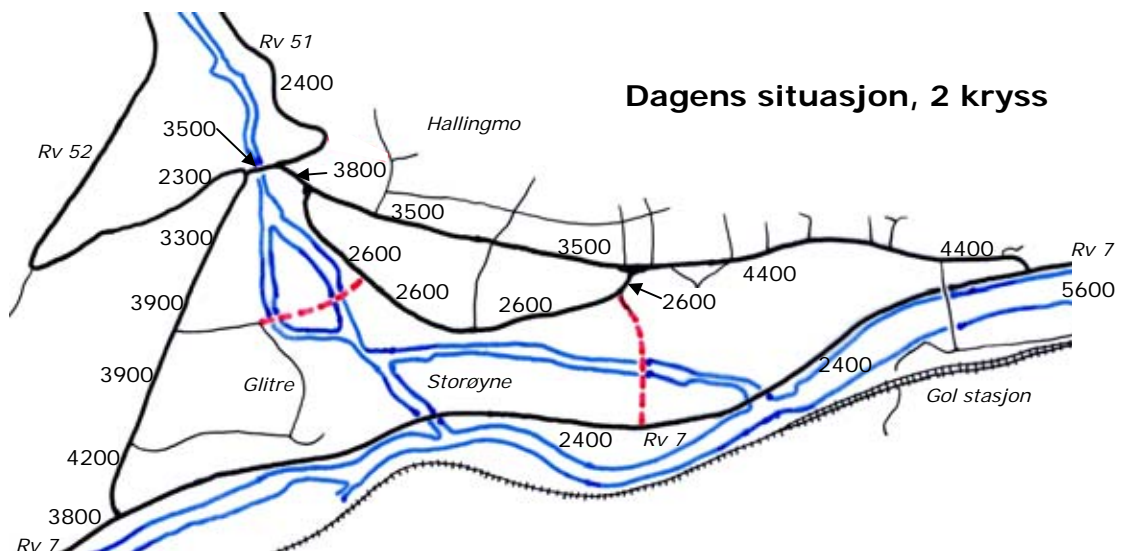 Rv 51
2400
Dagens situasjon, 2 kryss
Hallingmo
3500
Rv 52
3800
2300
3500
3300
3500
4400
Rv 7
2600
4400
5600
2600
2600
2600
3900
2400
3900
Glitre
Storøyne
Gol stasjon
2400
Rv 7
4200
3800
Rv 7